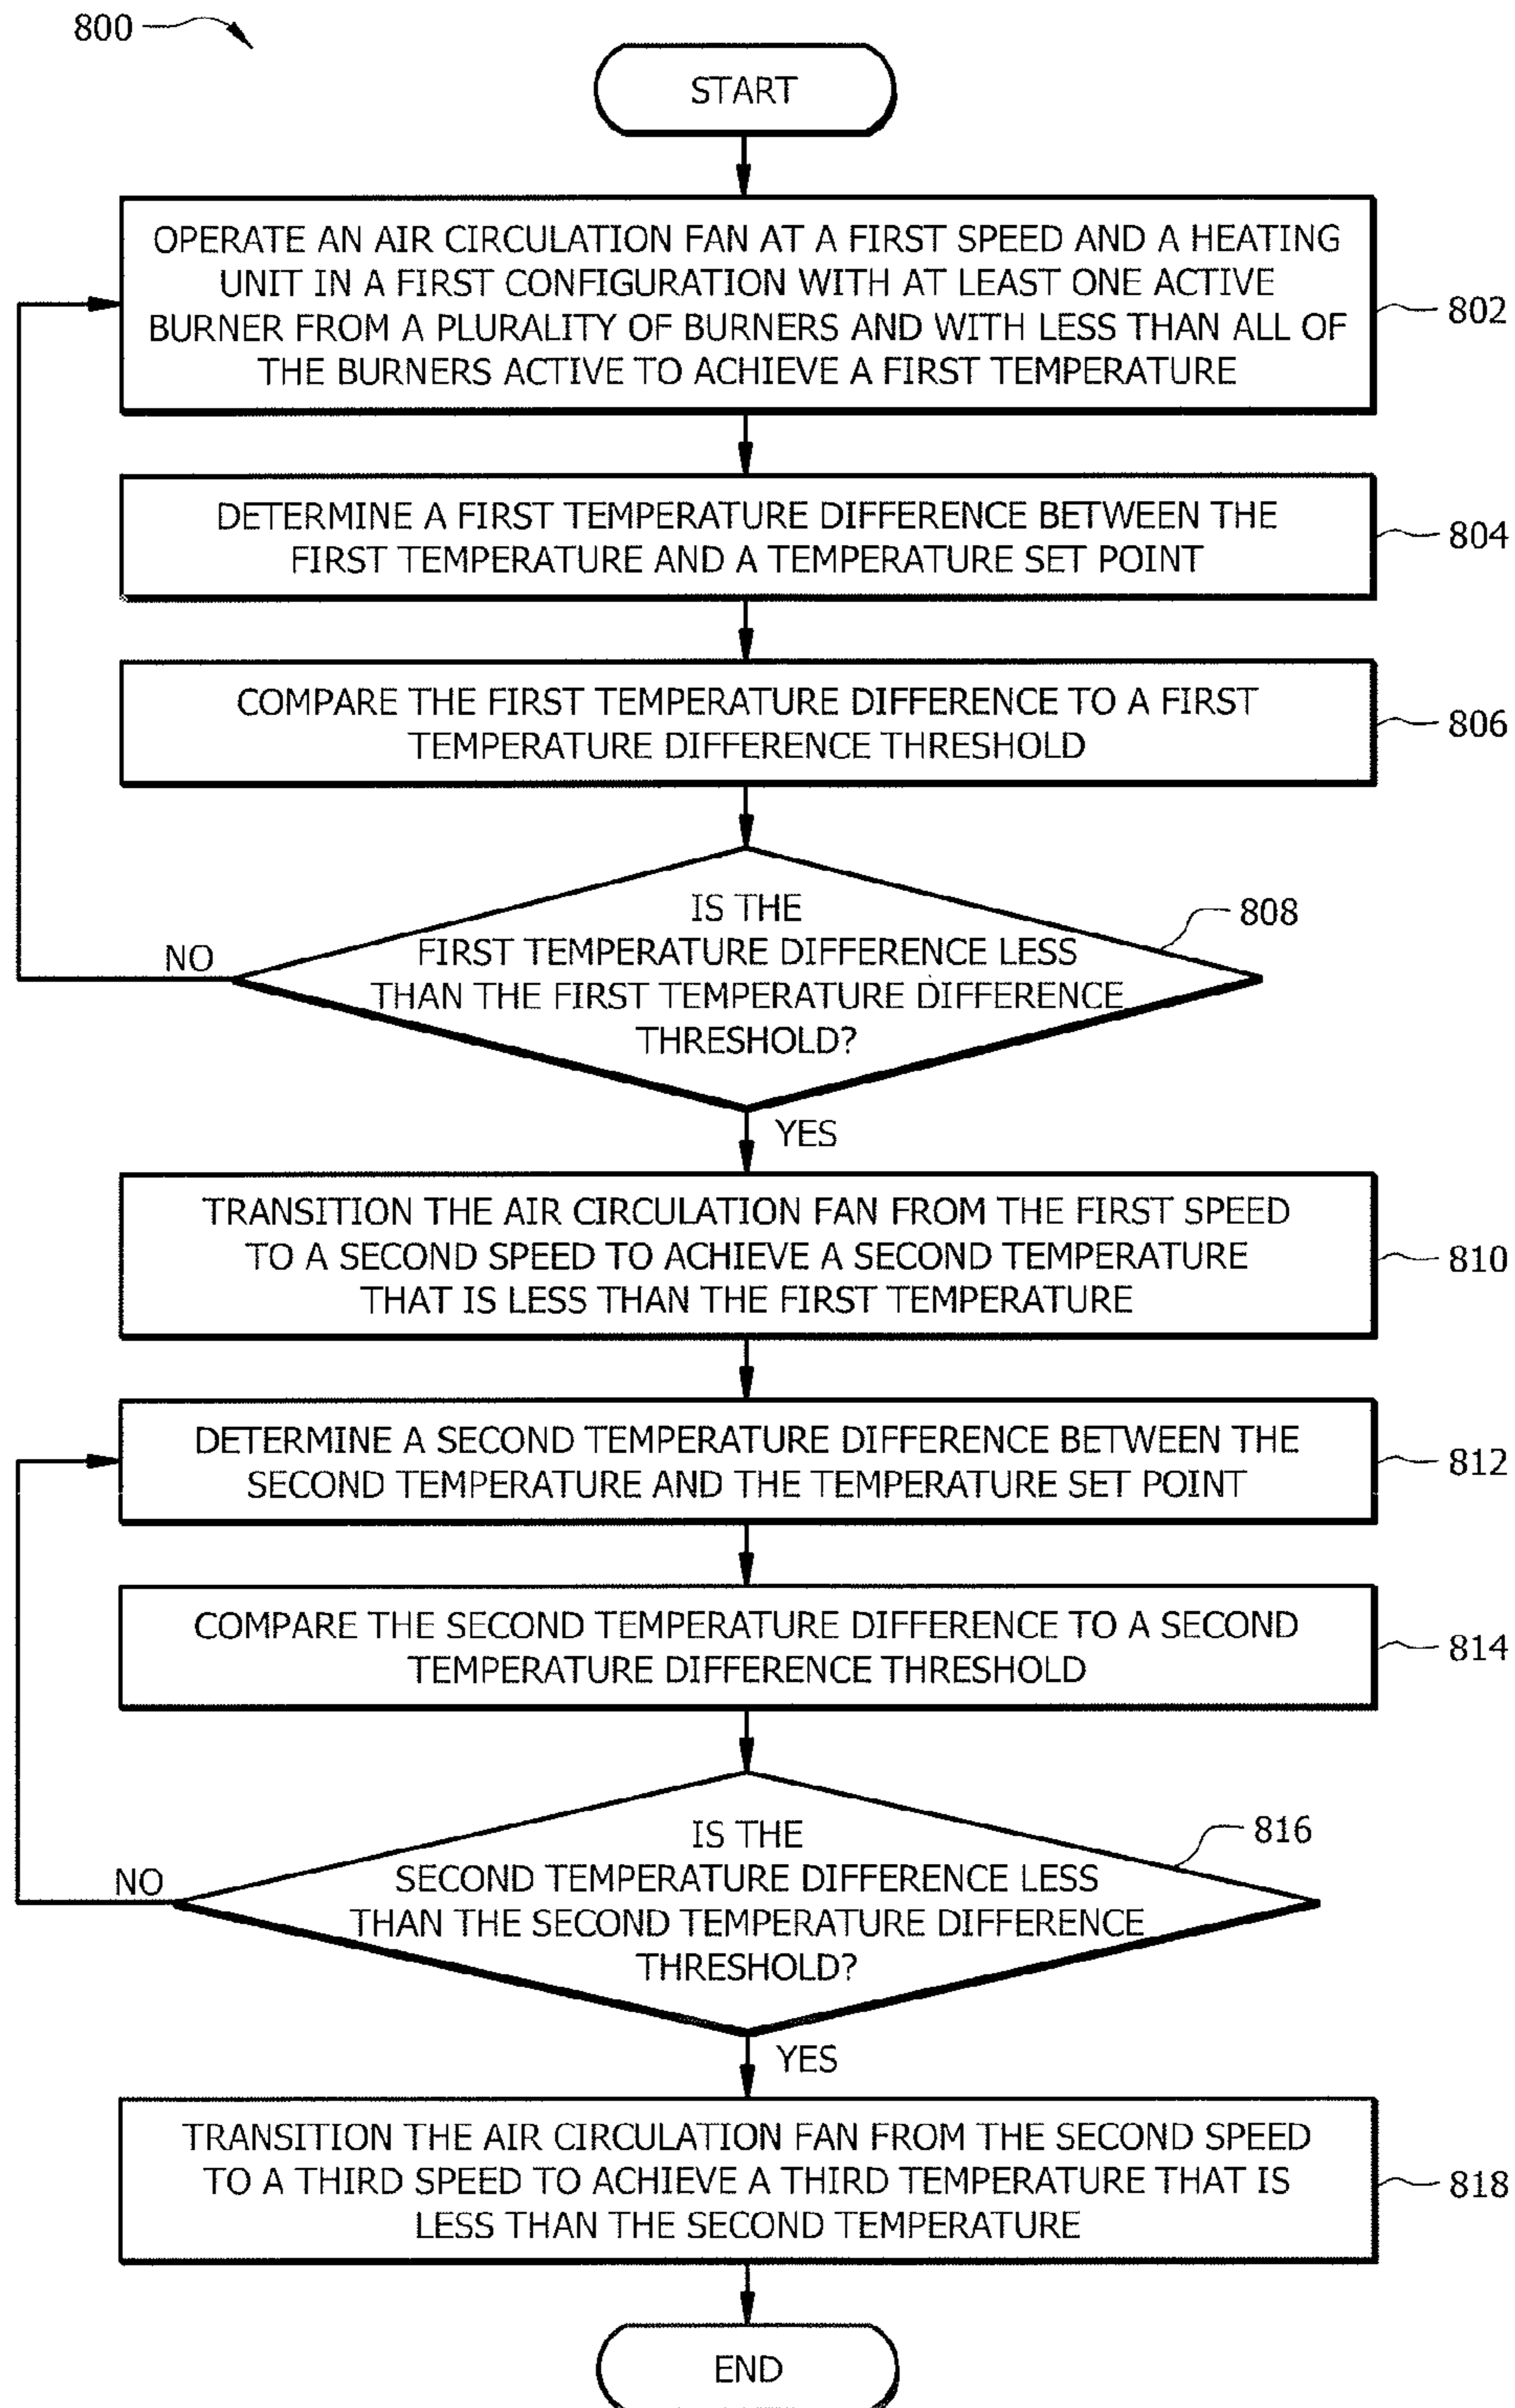 800
START
OPERATE AN AIR CIRCULATION FAN AT A FIRST SPEED AND A HEATING
UNIT IN A FIRST CONFIGURATION WITH AT LEAST ONE ACTIVE
BURNER FROM A PLURALITY OF BURNERS AND WITH LESS THAN ALL OF
THE BURNERS ACTIVE TO ACHIEVE A FIRST TEMPERATURE
802
DETERMINE A FIRST TEMPERATURE DIFFERENCE BETWEEN THE
FIRST TEMPERATURE AND A TEMPERATURE SET POINT
804
COMPARE THE FIRST TEMPERATURE DIFFERENCE TO A FIRST
TEMPERATURE DIFFERENCE THRESHOLD
806
IS THE
FIRST TEMPERATURE DIFFERENCE LESS
THAN THE FIRST TEMPERATURE DIFFERENCE
THRESHOLD?
808
NO
YES
TRANSITION THE AIR CIRCULATION FAN FROM THE FIRST SPEED
TO A SECOND SPEED TO ACHIEVE A SECOND TEMPERATURE
THAT IS LESS THAN THE FIRST TEMPERATURE
810
DETERMINE A SECOND TEMPERATURE DIFFERENCE BETWEEN THE
SECOND TEMPERATURE AND THE TEMPERATURE SET POINT
812
COMPARE THE SECOND TEMPERATURE DIFFERENCE TO A SECOND
TEMPERATURE DIFFERENCE THRESHOLD
814
IS THE
SECOND TEMPERATURE DIFFERENCE LESS
THAN THE SECOND TEMPERATURE DIFFERENCE
THRESHOLD?
816
NO
YES
TRANSITION THE AIR CIRCULATION FAN FROM THE SECOND SPEED
TO A THIRD SPEED TO ACHIEVE A THIRD TEMPERATURE THAT IS
LESS THAN THE SECOND TEMPERATURE
818
END